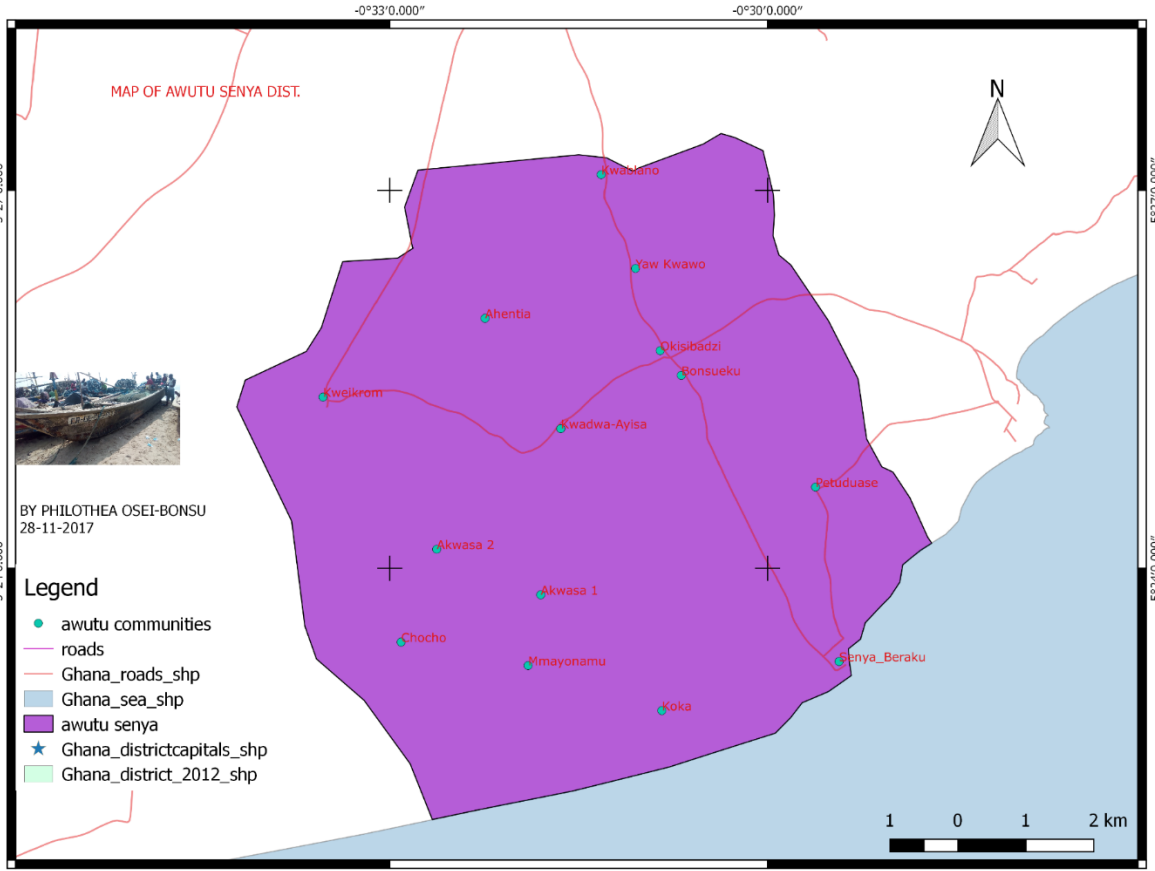 -0°33′0.000″
-0°30′0.000″
MAP OF AWUTU SENYA DIST.
N
Kwabiano
Yaw Kwawo
Ahentia
Okisibadzi
Bonsueku
Kweikrom
Kwadwa-Ayisa
Petuduase
BY PHILOTHEA OSEI-BONSU
28-11-2017
Akwasa 2
Akwasa 1
Chocho
Mmayonamu
Senya_Beraku
Koka
Legend
awutu communities
roads
Ghana_roads_shp
Ghana_sea_shp
awutu senya
Ghana_districtcapitals_shp
Ghana_district_2012_shp
1 0 1 2 km